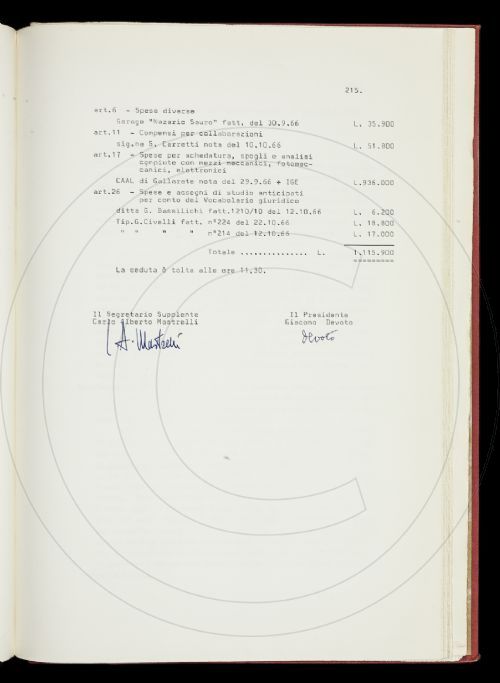 215.
art.6 - Spese diverse
Garage "Nazario Sauro" fatt. del 30.9.66 L. 35.900
art.11 - Compensi per collaborazioni
sig.na S. Carretti nota del 10.10.66 L. 51.800
art.17 - Spese per schedatura, spogli e analisi
compiute con mezzi meccanici, fotomec-
canici, elettronici
CAAL di Gallarate nota del 29.9.66 + IGE L.936.000
art.26 - Spese e assegni di studio anticipati
per conto del Vocabolario giuridico
ditta G. Bassilichi fatt.1210/10 del 12.10.66 L. 6.200
Tip.G.Civelli fatt. n°224 del 22.10.66 L. 18.800
" " " " n°214 del 12.10.66 L. 17.000
Totale ............... L. 1.115.900
La seduta è tolta alle ore 11,30.
Il Segretario Supplente Il Presidente
Carlo Alberto Mastrelli Giacomo Devoto
C.A. Mastrelli Devoto